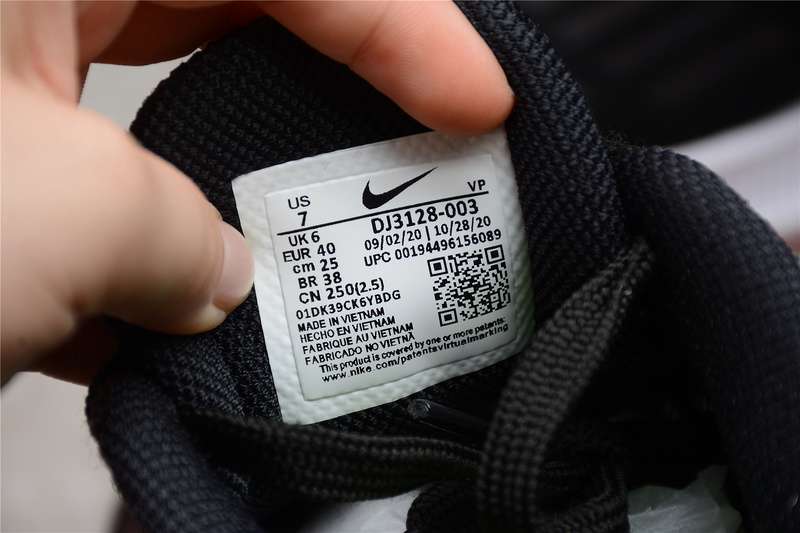 US
7
VP
UK 6
EUR 40
cm 25
BR 38
CN 250(2.5)
DJ3128-003
09/02/20 | 10/28/20
UPC 00194496156089
01DK39CK6YBDG
MADE IN VIETNAM
HECHO EN VIETNAM
FABRIQUE AU VIETNAM
FABRICADO NO VIETNÃ
This product is covered by one or more patents:
www.nike.com/patentsvirtualmarking